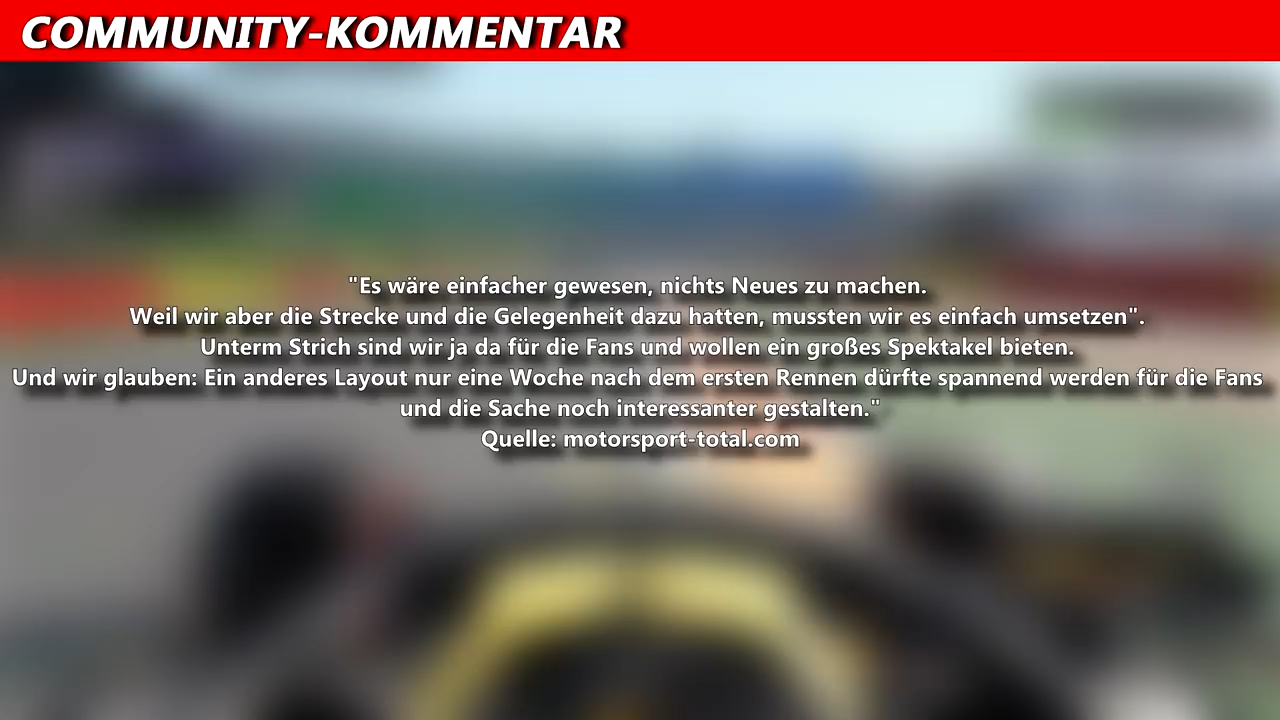 COMMUNITY-KOMMENTAR
"Es wäre einfacher gewesen, nichts Neues zu machen.
Weil wir aber die Strecke und die Gelegenheit dazu hatten, mussten wir es einfach umsetzen".
Unterm Strich sind wir ja da für die Fans und wollen ein großes Spektakel bieten.
Und wir glauben: Ein anderes Layout nur eine Woche nach dem ersten Rennen dürfte spannend werden für die Fans
und die Sache noch interessanter gestalten."
Quelle: motorsport-total.com